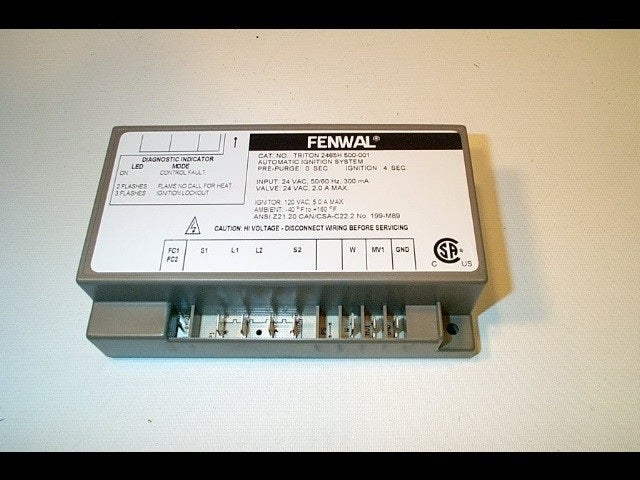 FENWAL®
CAT. NO. TRITON 2465H 500-001
AUTOMATIC IGNITION SYSTEM
PRE-PURGE: 0 SEC IGNITION: 4 SEC.
INPUT: 24 VAC, 50/60 Hz, 300 mA
VALVE: 24 VAC, 2.0 A MAX.
IGNITOR: 120 VAC, 5.0 A MAX
AMBIENT: -40°F to +160°F
ANSI Z21.20 CAN/CSA-C22.2 No. 199-M89
DIAGNOSTIC INDICATOR
LED MODE
ON CONTROL FAULT
2 FLASHES FLAME NO CALL FOR HEAT
3 FLASHES IGNITION LOCKOUT
CAUTION: HI VOLTAGE - DISCONNECT WIRING BEFORE SERVICING
FC1 S1 L1 L2 S2 W MV1 GND
FC2
C US